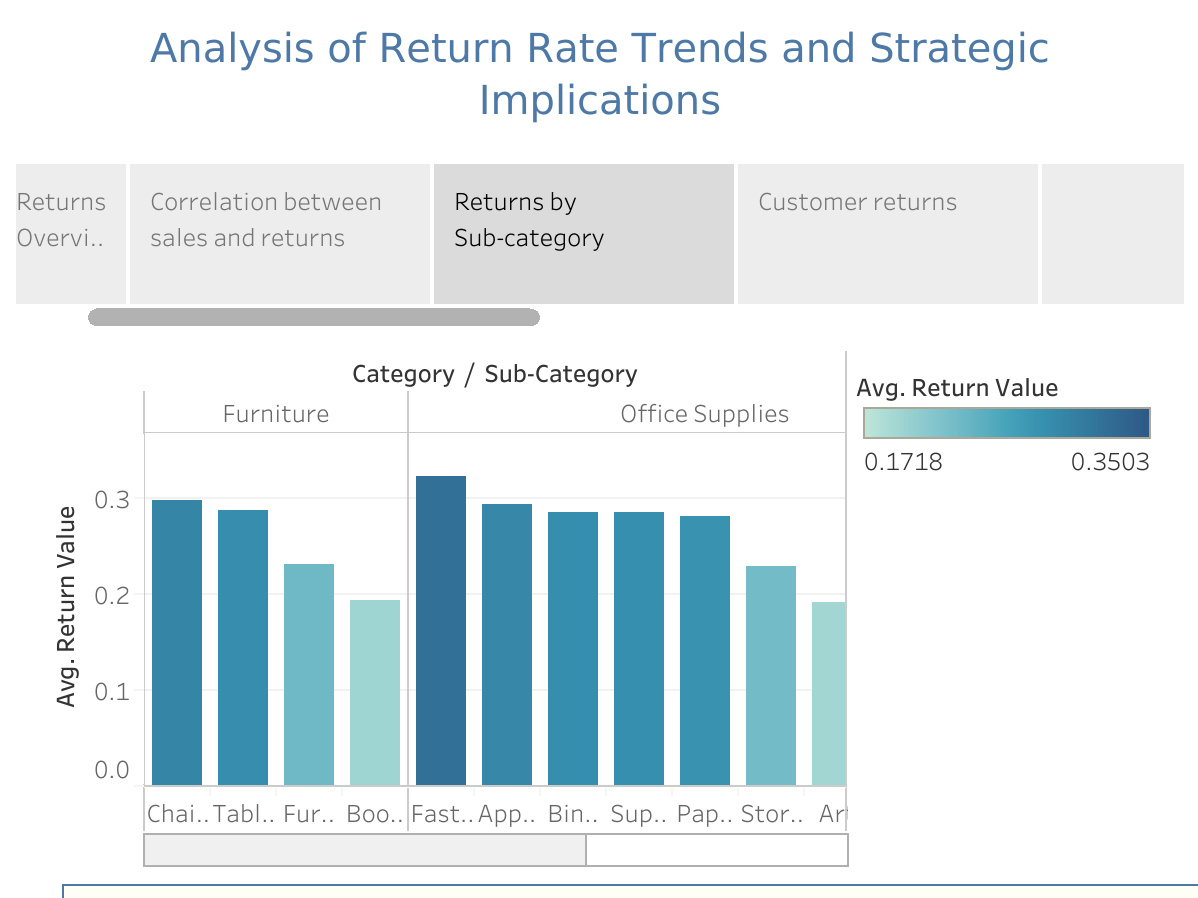 Analysis of Return Rate Trends and Strategic
Implications
Returns
Overvi..
Correlation between
sales and returns
Returns by
Sub-category
Customer returns
Category / Sub-Category
Furniture
Office Supplies
Avg. Return Value
0.3
0.2
0.1
0.0
Chai.. Tabl.. Fur.. Boo.. Fast.. App.. Bin.. Sup.. Pap.. Stor.. Ar
Avg. Return Value
0.1718 0.3503